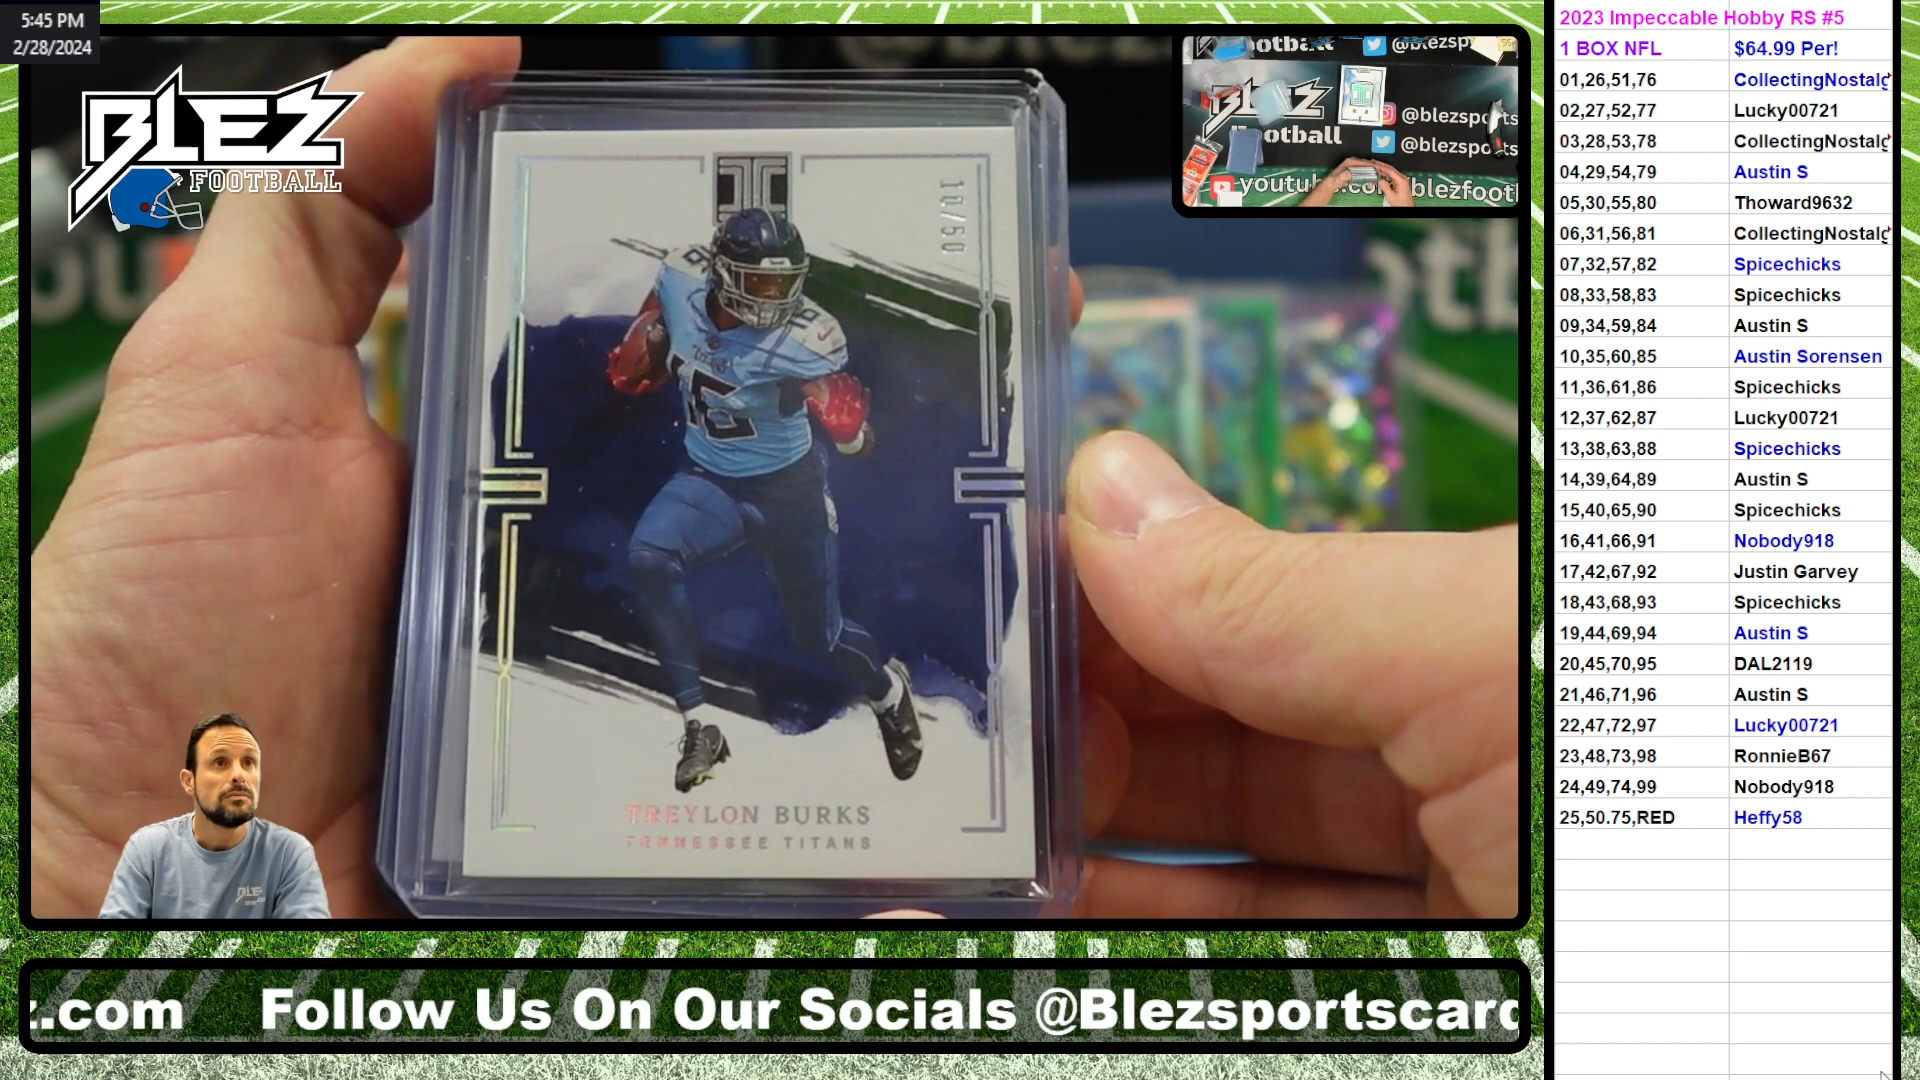 5:45 PM
2/28/2024
BLEZ
FOOTBALL
10/50
16
TREYLON BURKS
TENNESSEE TITANS
BLEZ
Football
@blezspo
youtube.co
blezfootl
z.com Follow Us On Our Socials @Blezsportscard
2023 Impeccable Hobby RS #5
1 BOX NFL $64.99 Per!
01,26,51,76 CollectingNostalg
02,27,52,77 Lucky00721
03,28,53,78 CollectingNostalg
04,29,54,79 Austin S
05,30,55,80 Thoward9632
06,31,56,81 CollectingNostalg
07,32,57,82 Spicechicks
08,33,58,83 Spicechicks
09,34,59,84 Austin S
10,35,60,85 Austin Sorensen
11,36,61,86 Spicechicks
12,37,62,87 Lucky00721
13,38,63,88 Spicechicks
14,39,64,89 Austin S
15,40,65,90 Spicechicks
16,41,66,91 Nobody918
17,42,67,92 Justin Garvey
18,43,68,93 Spicechicks
19,44,69,94 Austin S
20,45,70,95 DAL2119
21,46,71,96 Austin S
22,47,72,97 Lucky00721
23,48,73,98 RonnieB67
24,49,74,99 Nobody918
25,50.75,RED Heffy58